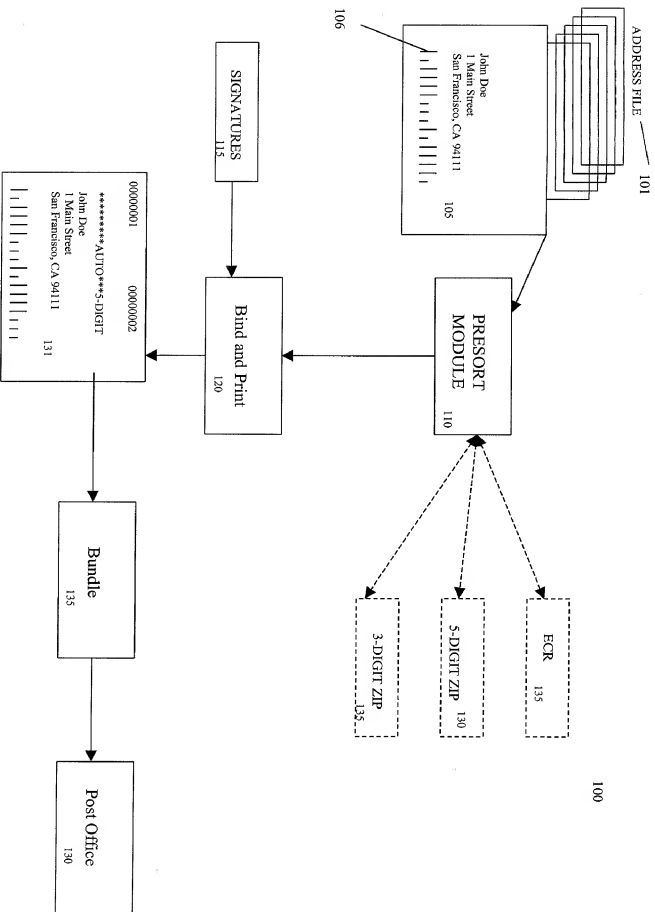 ADDRESS FILE
101
John Doe
1 Main Street
San Francisco, CA 94111
105
106
PRESORT
MODULE
110
ECR
135
5-DIGIT ZIP
130
3-DIGIT ZIP
135
100
SIGNATURES
115
Bind and Print
120
00000001 00000002
*********AUTO***5-DIGIT
John Doe
1 Main Street
San Francisco, CA 94111
131
Bundle
135
Post Office
130